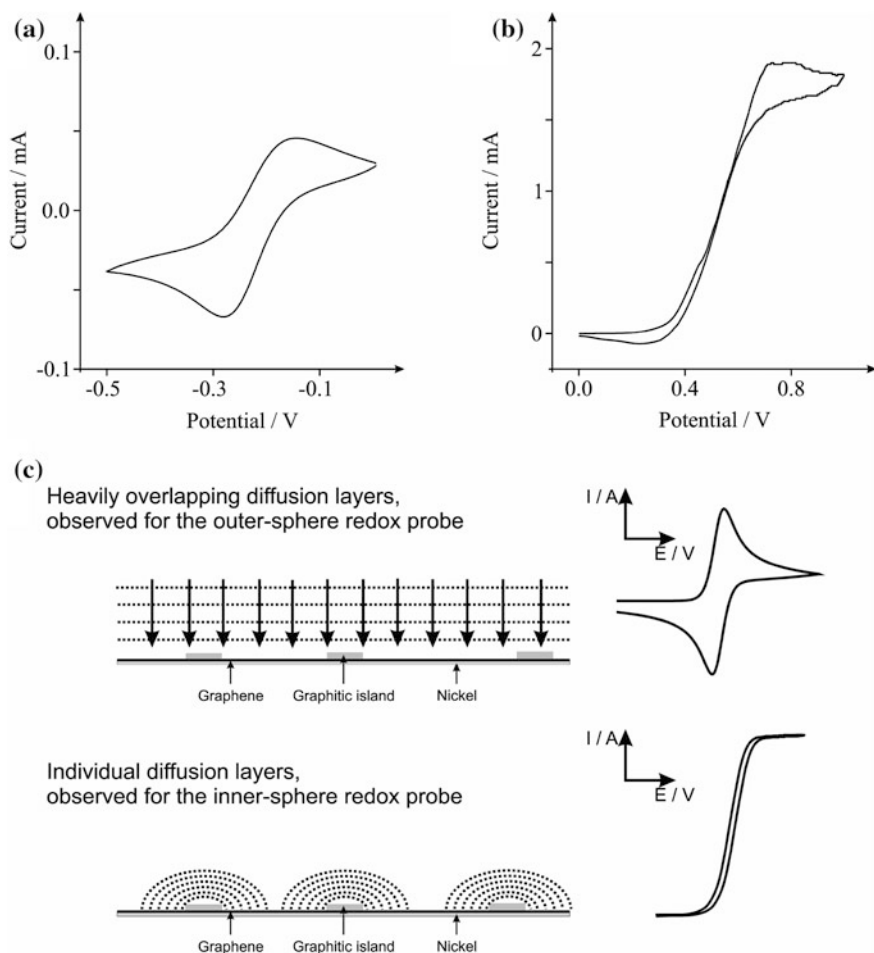 (a)
0.1
0.0
-0.1
Current / mA
-0.5
-0.3
-0.1
Potential / V
(b)
2
1
0
Current / mA
0.0
0.4
0.8
Potential / V
(c)
Heavily overlapping diffusion layers,
observed for the outer-sphere redox probe
I / A
E / V
Graphene
Graphitic island
Nickel
Individual diffusion layers,
observed for the inner-sphere redox probe
I / A
E / V
Graphene
Graphitic island
Nickel